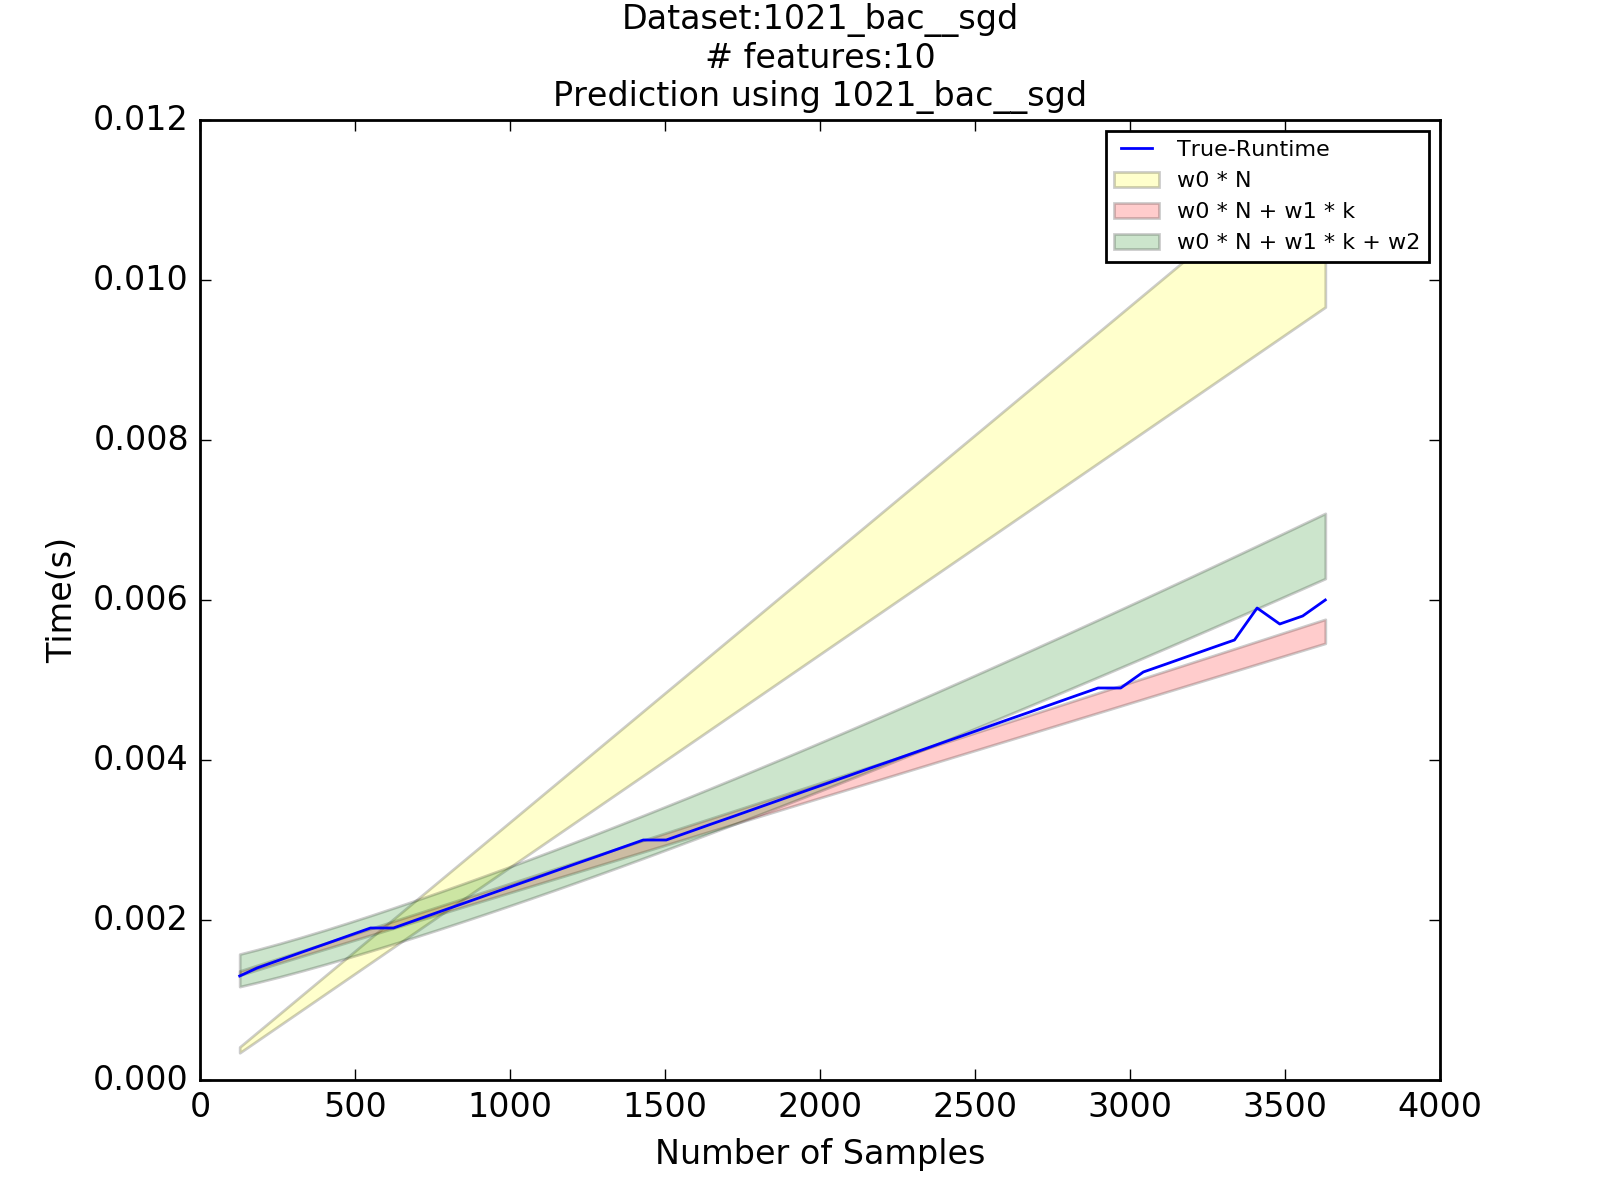 Dataset:1021_bac__sgd
# features:10
Prediction using 1021_bac__sgd
0.012
0.010
0.008
0.006
0.004
0.002
0.000
Time(s)
True-Runtime
w0 * N
w0 * N + w1 * k
w0 * N + w1 * k + w2
0 500 1000 1500 2000 2500 3000 3500 4000
Number of Samples